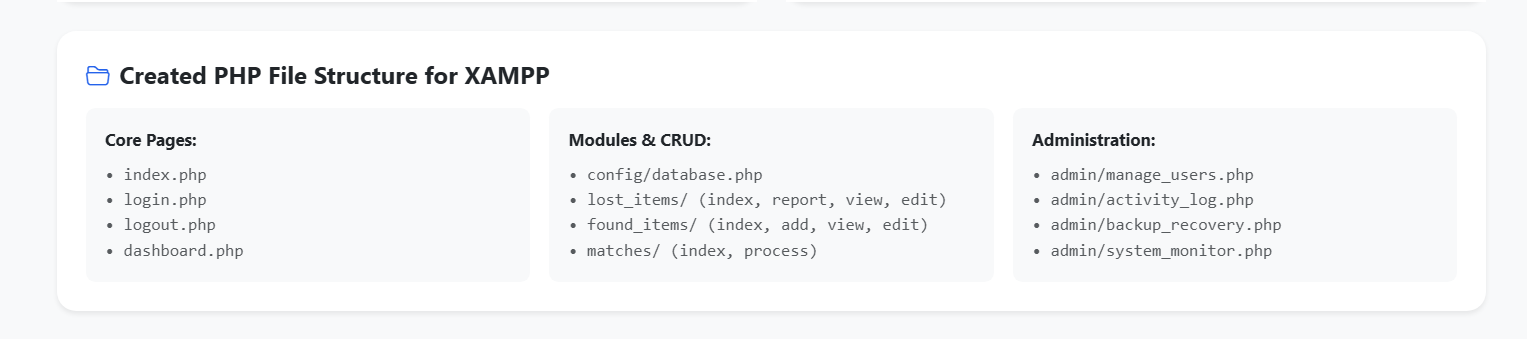 Created PHP File Structure for XAMPP
Core Pages:
• index.php
• login.php
• logout.php
• dashboard.php
Modules & CRUD:
• config/database.php
• lost_items/ (index, report, view, edit)
• found_items/ (index, add, view, edit)
• matches/ (index, process)
Administration:
• admin/manage_users.php
• admin/activity_log.php
• admin/backup_recovery.php
• admin/system_monitor.php